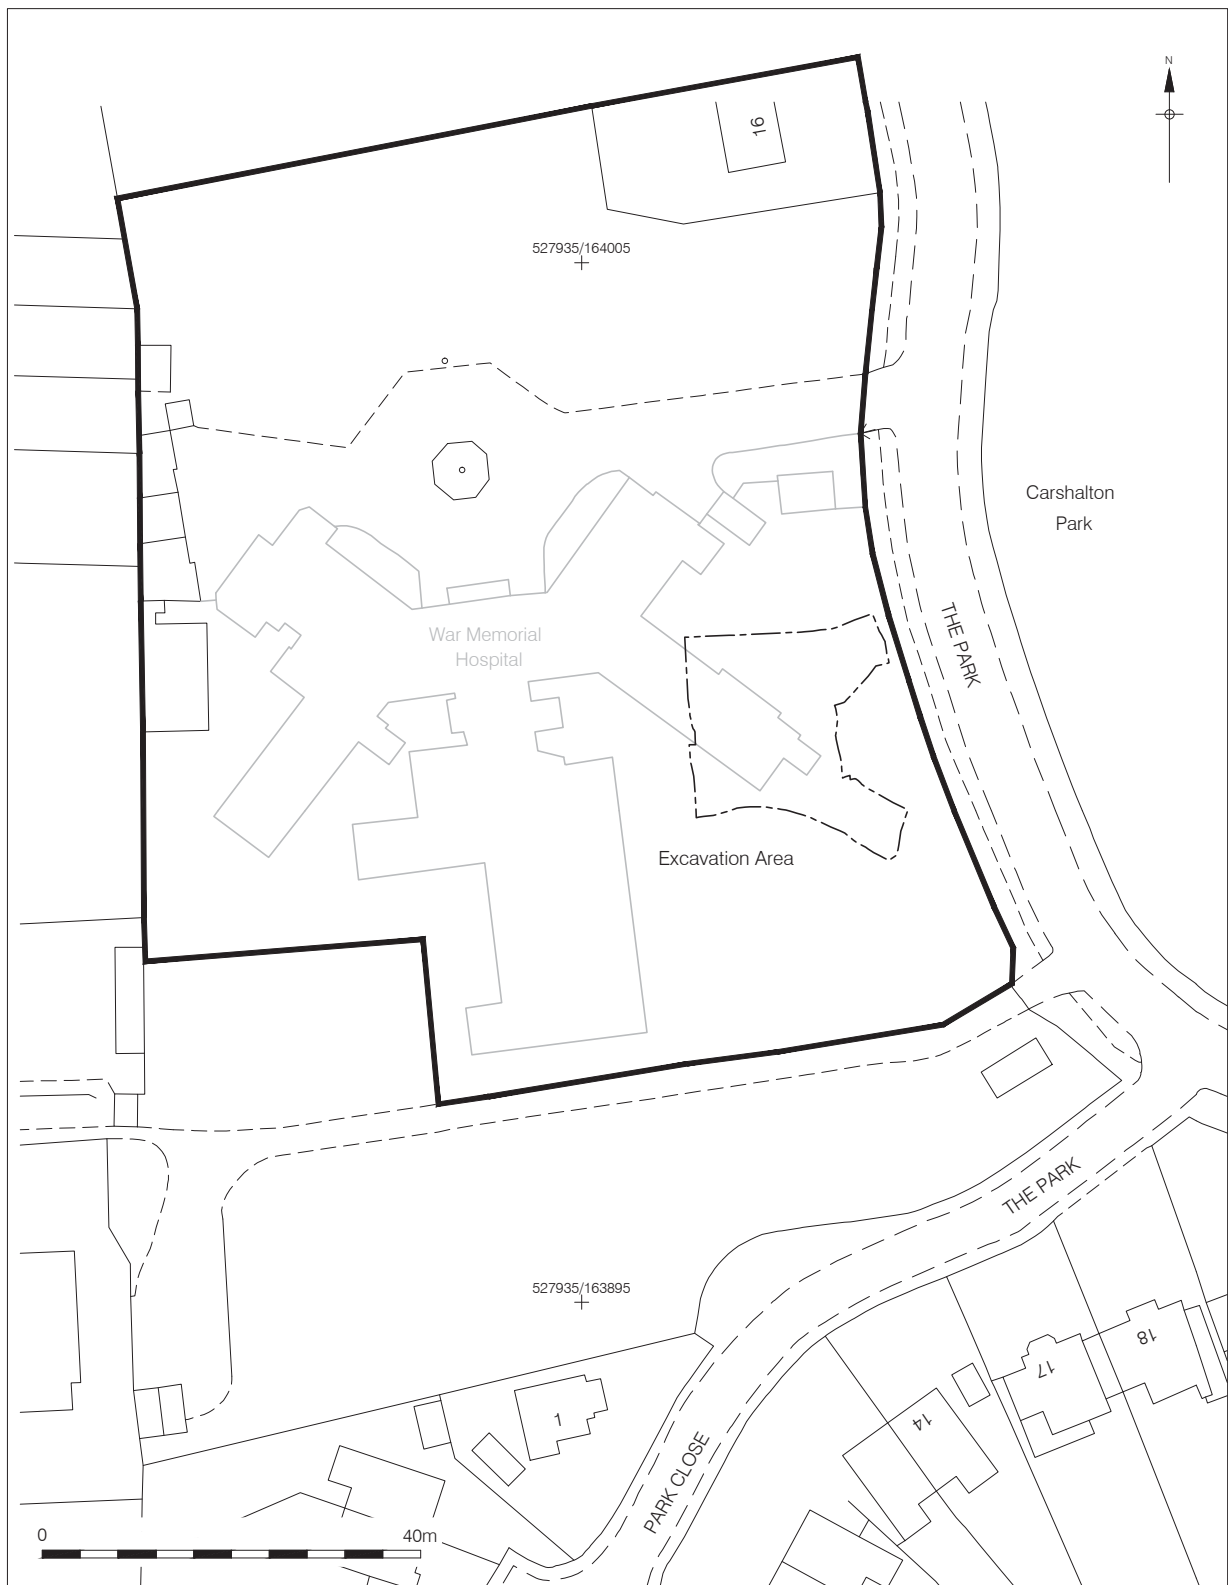 N
16
527935/164005
Carshalton
Park
THE PARK
War Memorial
Hospital
Excavation Area
THE PARK
527935/163895
18
17
14
1
PARK CLOSE
0
40m